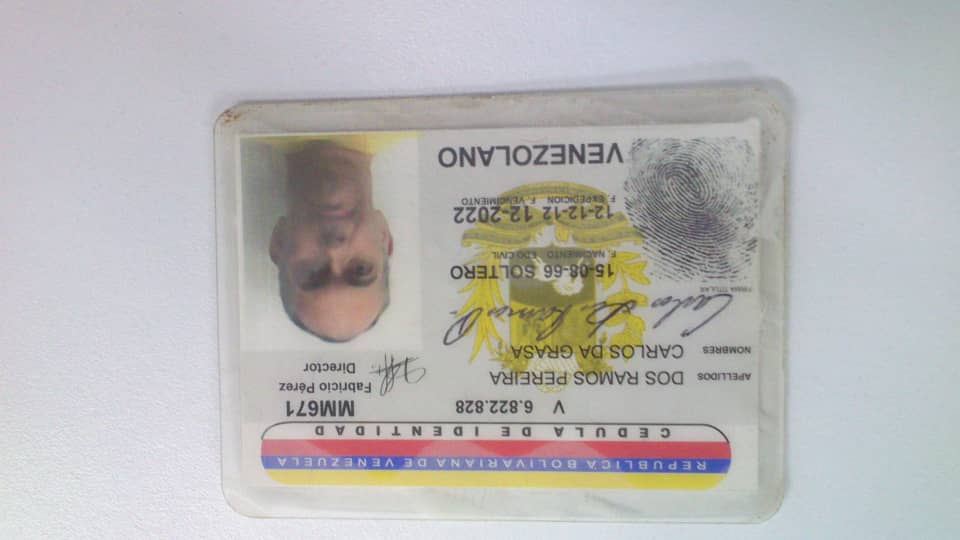 REPUBLICA BOLIVARIANA DE VENEZUELA
CEDULA DE IDENTIDAD
V 6.822.828 MM671
APELLIDOS DOS RAMOS PEREIRA Fabricio Pérez
Director
NOMBRES CARLOS DA GRASA
FIRMA TITULAR
15-08-66 SOLTERO
F. NACIMIENTO EDO CIVIL
12-12-12 12-2022
F. EXPEDICION F. VENCIMIENTO
VENEZOLANO